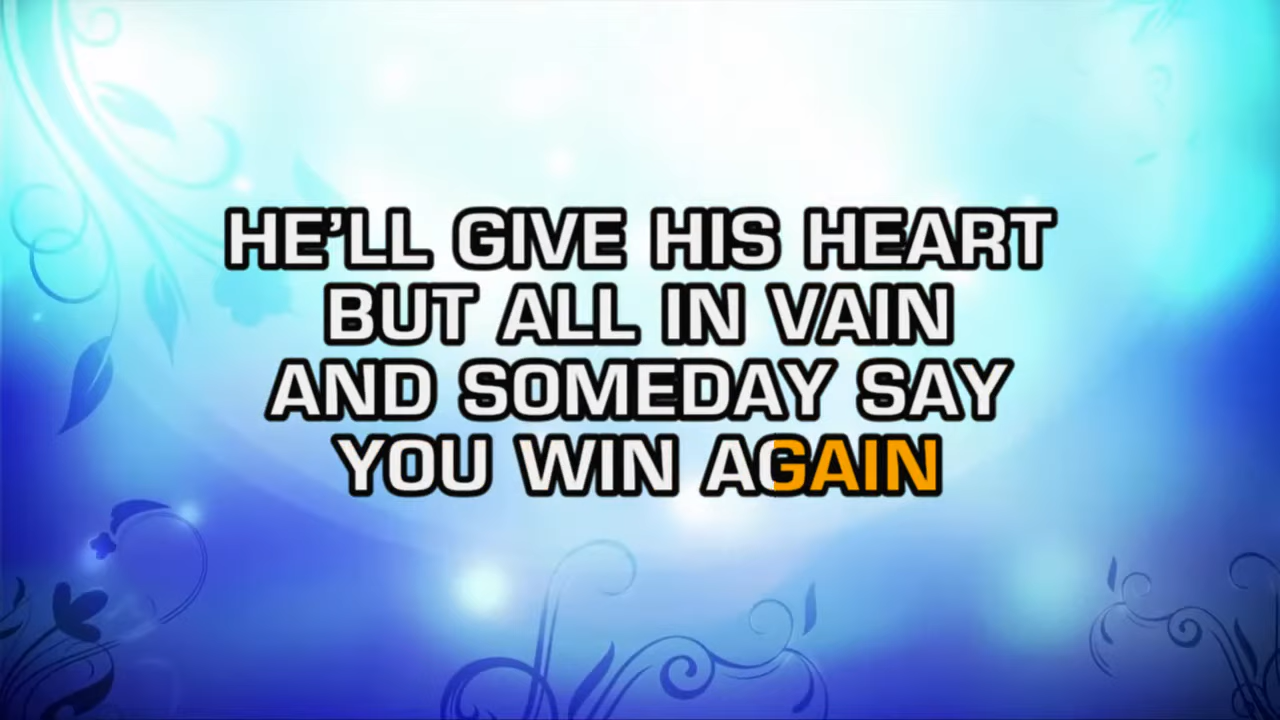 HE’LL GIVE HIS HEART
BUT ALL IN VAIN
AND SOMEDAY SAY
YOU WIN AGAIN